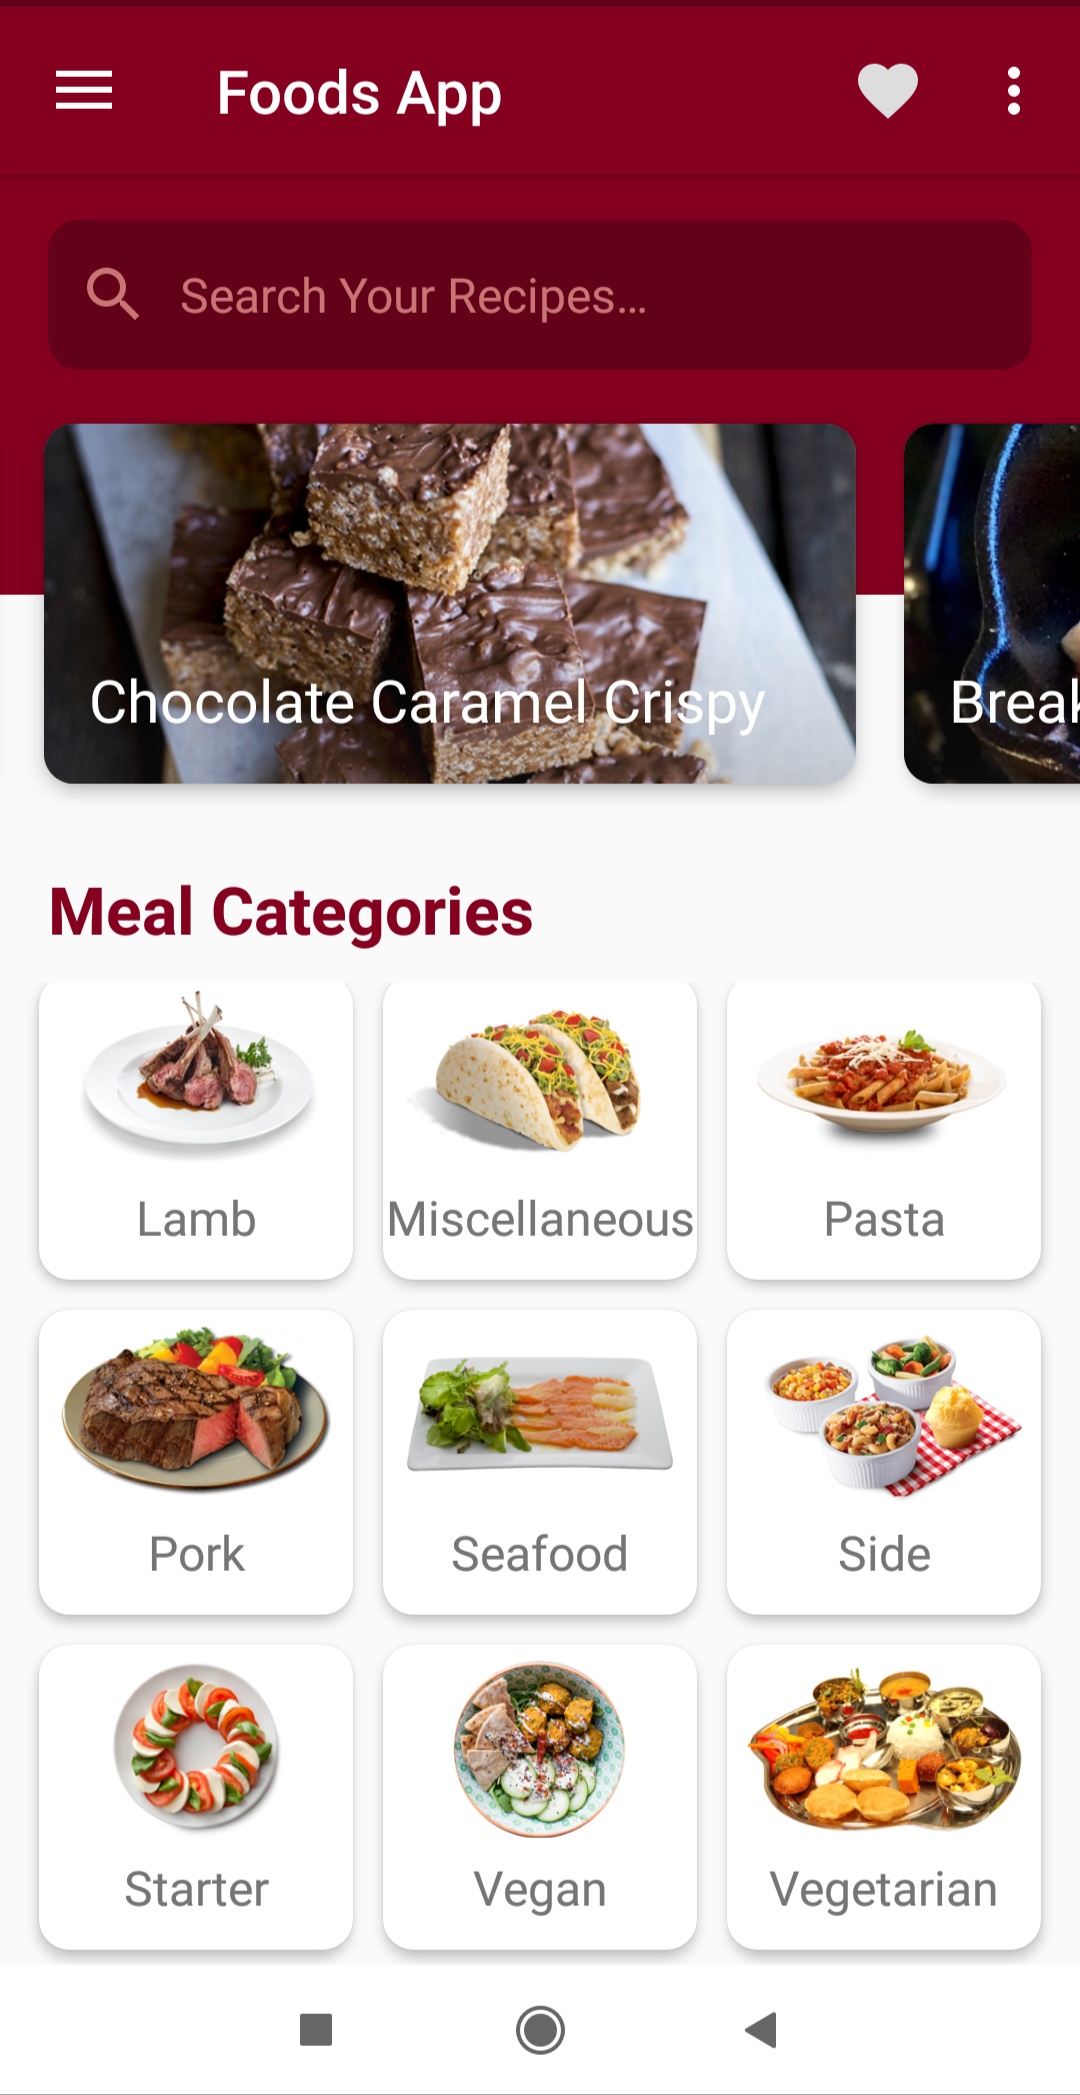 Foods App
Search Your Recipes...
Chocolate Caramel Crispy
Break
Meal Categories
Lamb
Miscellaneous
Pasta
Pork
Seafood
Side
Starter
Vegan
Vegetarian